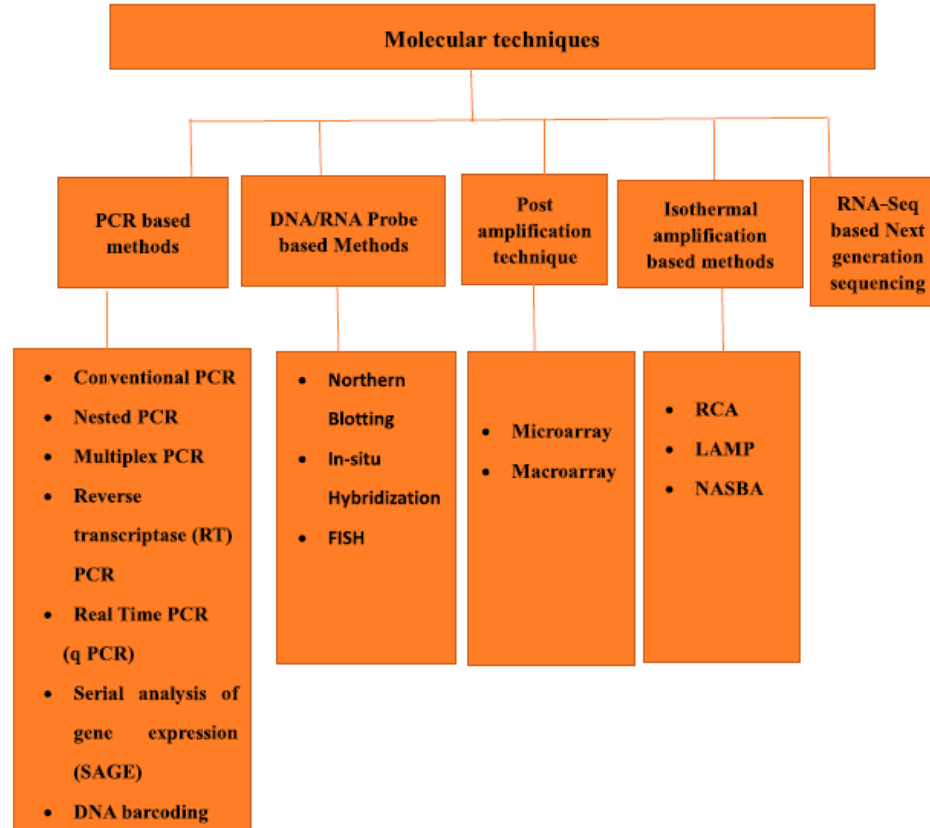 Molecular techniques
PCR based
methods
DNA/RNA Probe
based Methods
Post
amplification
technique
Isothermal
amplification
based methods
RNA-Seq
based Next
generation
sequencing
• Conventional PCR
• Nested PCR
• Multiplex PCR
• Reverse
transcriptase (RT)
PCR
• Real Time PCR
(q PCR)
• Serial analysis of
gene expression
(SAGE)
• DNA barcoding
• Northern
Blotting
• In-situ
Hybridization
• FISH
• Microarray
• Macroarray
• RCA
• LAMP
• NASBA